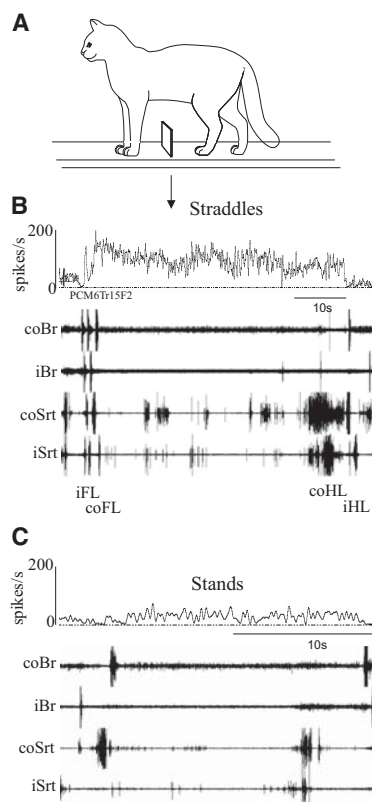 A
B
Straddles
200
spikes/s
0
PCM6Tr15F2
10s
coBr
iBr
coSrt
iSrt
iFL
coFL
coHL
iHL
C
200
spikes/s
Stands
0
10s
coBr
iBr
coSrt
iSrt